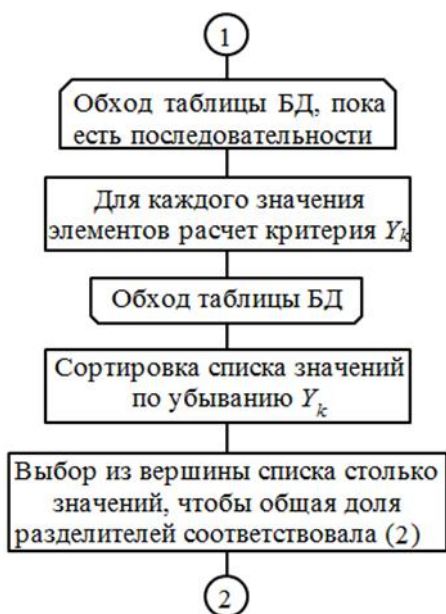 1
Обход таблицы БД, пока
есть последовательности
Для каждого значения
элементов расчет критерия Yk
Обход таблицы БД
Сортировка списка значений
по убыванию Yk
Выбор из вершины списка столько
значений, чтобы общая доля
разделителей соответствовала (2)
2